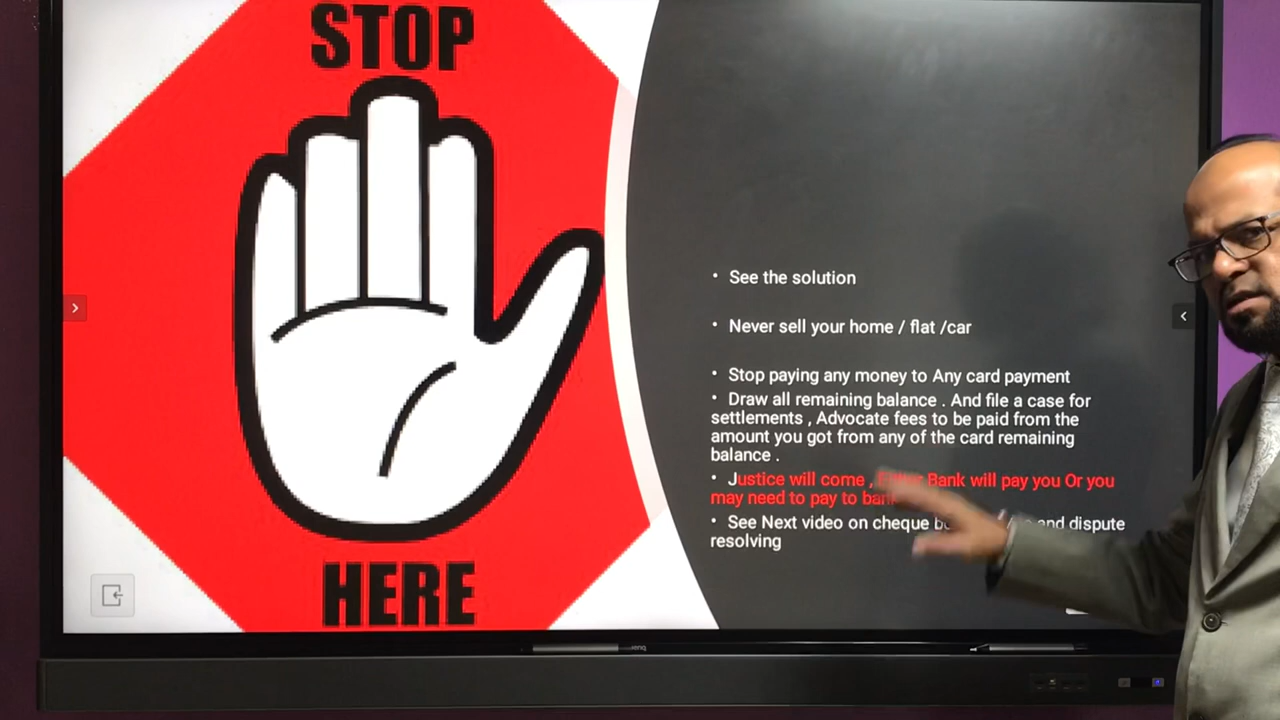 STOP
HERE
• See the solution
• Never sell your home / flat /car
• Stop paying any money to Any card payment
• Draw all remaining balance . And file a case for
settlements , Advocate fees to be paid from the
amount you got from any of the card remaining
balance .
• Justice will come , Bank will pay you Or you
may need to pay to
• See Next video on cheque and dispute
resolving